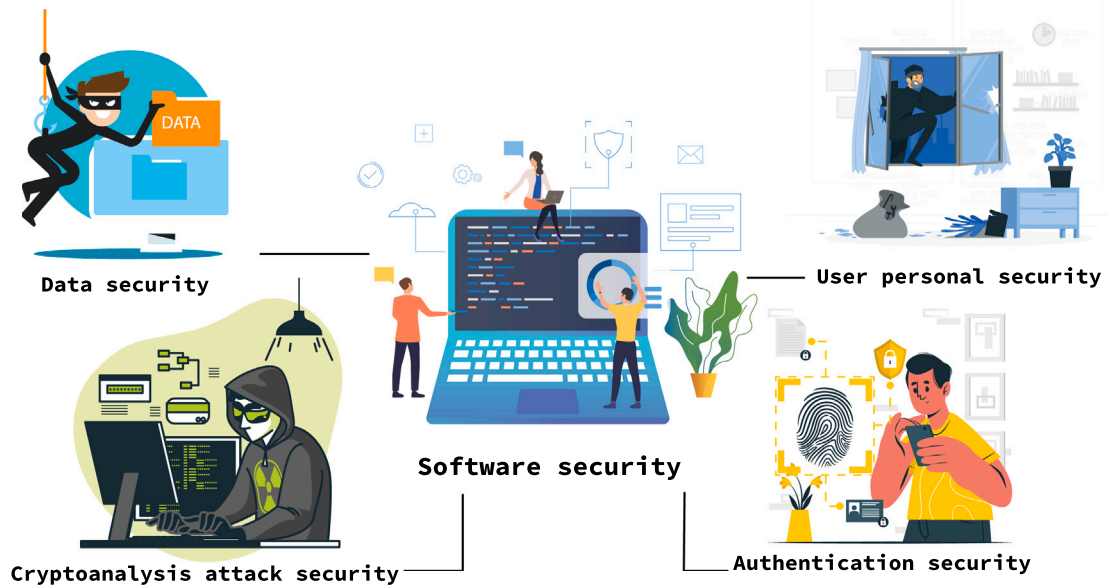 DATA
Data security
User personal security
Software security
Cryptoanalysis attack security
Authentication security